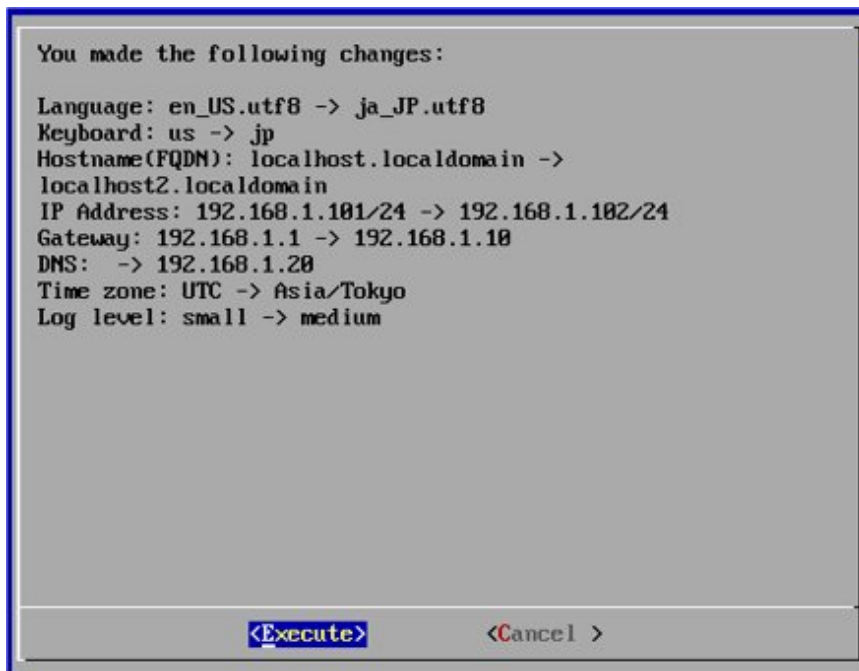 You made the following changes:
Language: en_US.utf8 -> ja_JP.utf8
Keyboard: us -> jp
Hostname(FQDN): localhost.localdomain ->
localhost2.localdomain
IP Address: 192.168.1.101/24 -> 192.168.1.102/24
Gateway: 192.168.1.1 -> 192.168.1.10
DNS:  -> 192.168.1.20
Time zone: UTC -> Asia/Tokyo
Log level: small -> medium
<Execute> <Cancel >